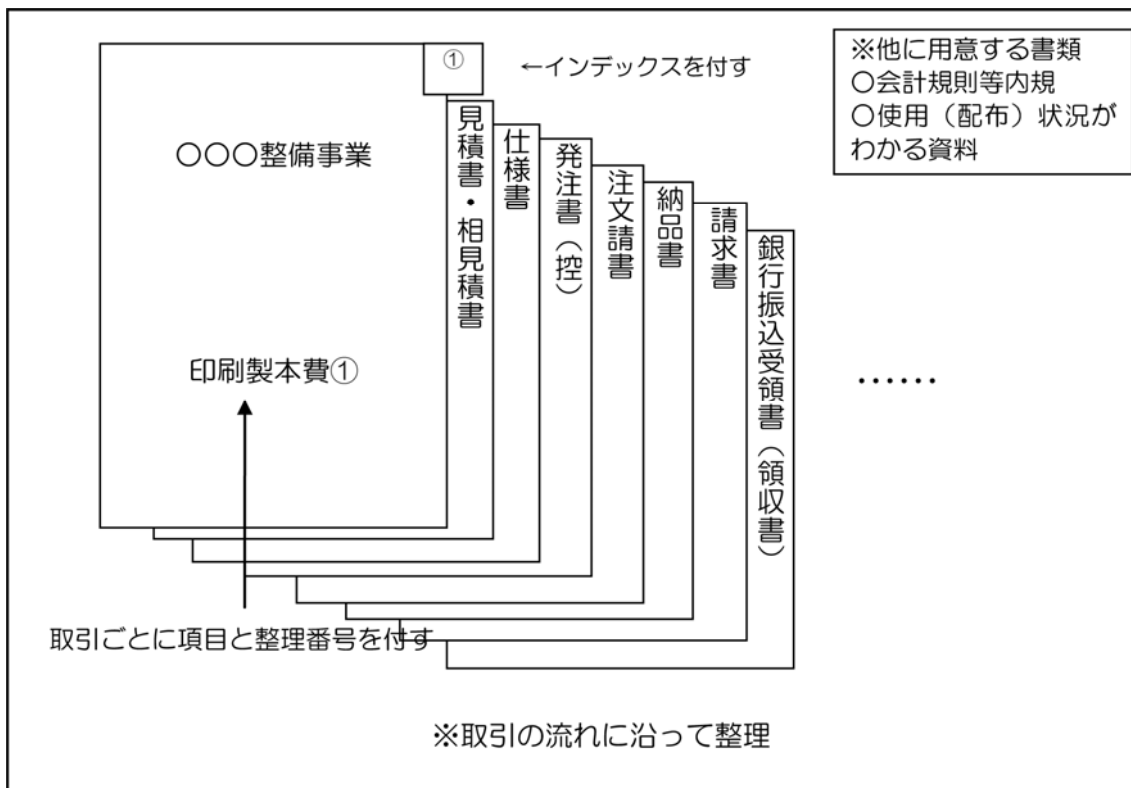 ①
←インデックスを付す
※他に用意する書類
〇会計規則等内規
〇使用（配布）状況が
わかる資料
〇〇〇整備事業
印刷製本費①
見積書・相見積書
仕様書
発注書（控）
注文請書
納品書
請求書
銀行振込受領書（領収書）
……
取引ごとに項目と整理番号を付す
※取引の流れに沿って整理